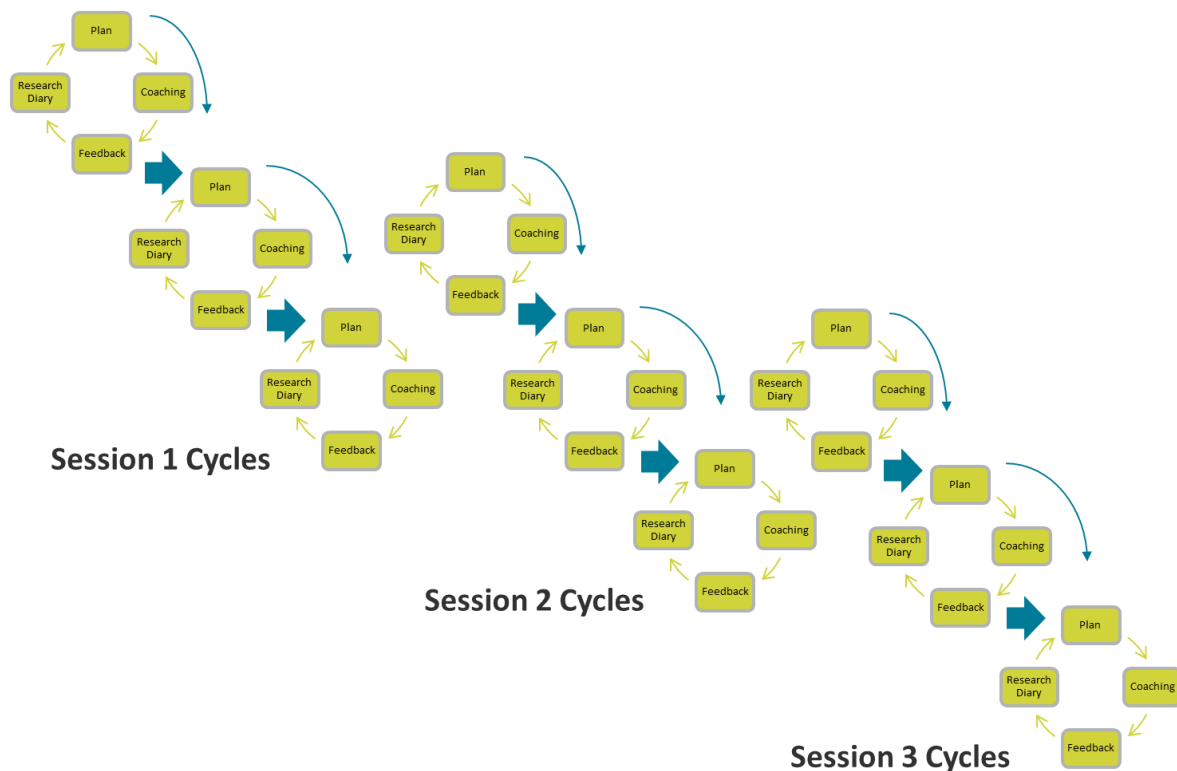 Plan
Research
Diary
Coaching
Feedback
Plan
Research
Diary
Coaching
Feedback
Plan
Research
Diary
Coaching
Feedback
Session 1 Cycles
Plan
Research
Diary
Coaching
Feedback
Plan
Research
Diary
Coaching
Feedback
Plan
Research
Diary
Coaching
Feedback
Session 2 Cycles
Plan
Research
Diary
Coaching
Feedback
Plan
Research
Diary
Coaching
Feedback
Plan
Research
Diary
Coaching
Feedback
Session 3 Cycles